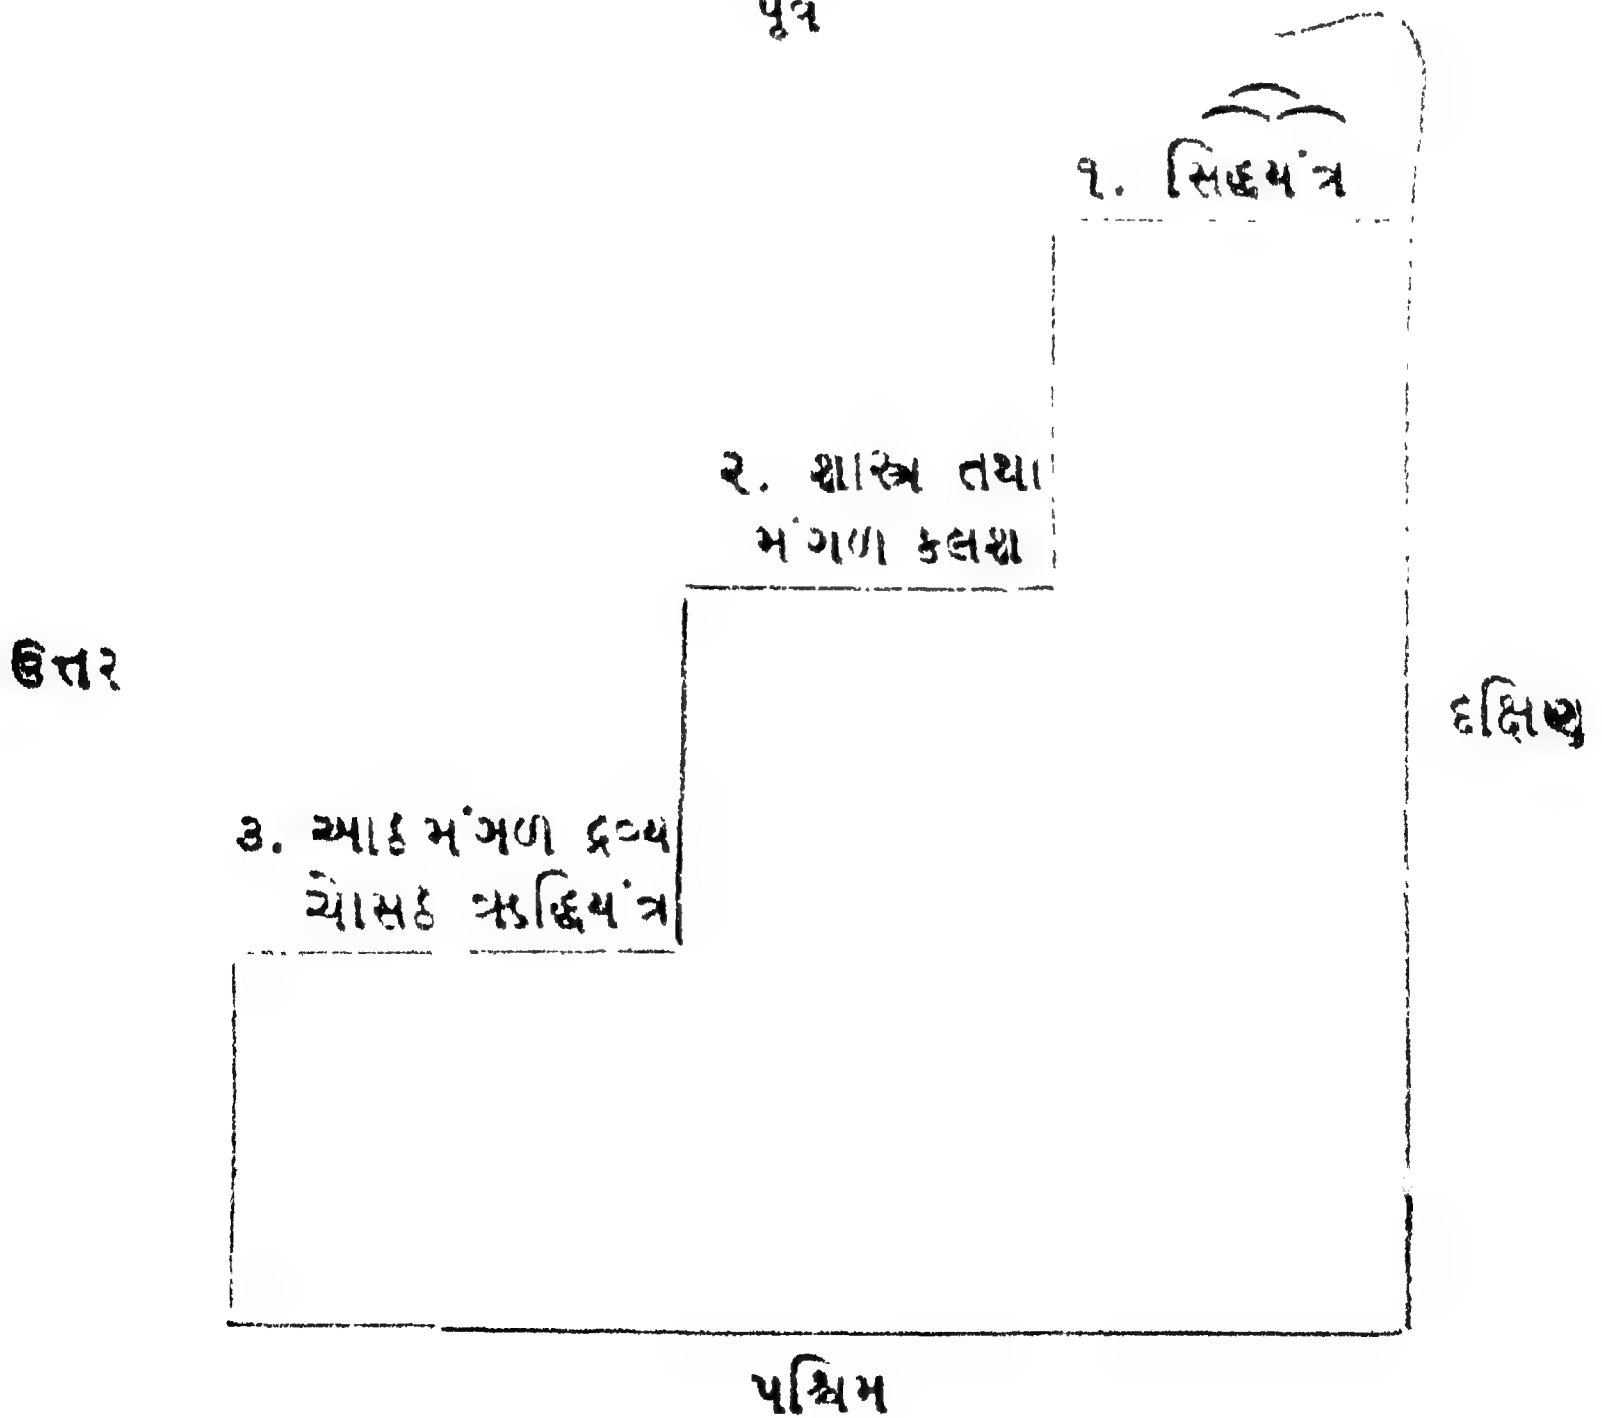 પૂર્વ
૧. સિદ્ધયંત્ર
૨. શાસ્ત્ર તથા
મંગળ કલશ
ઉત્તર
દક્ષિણ
૩. આઠ મંગળ દ્રવ્ય
ચોસઠ ઋદ્ધિયંત્ર
પશ્ચિમ